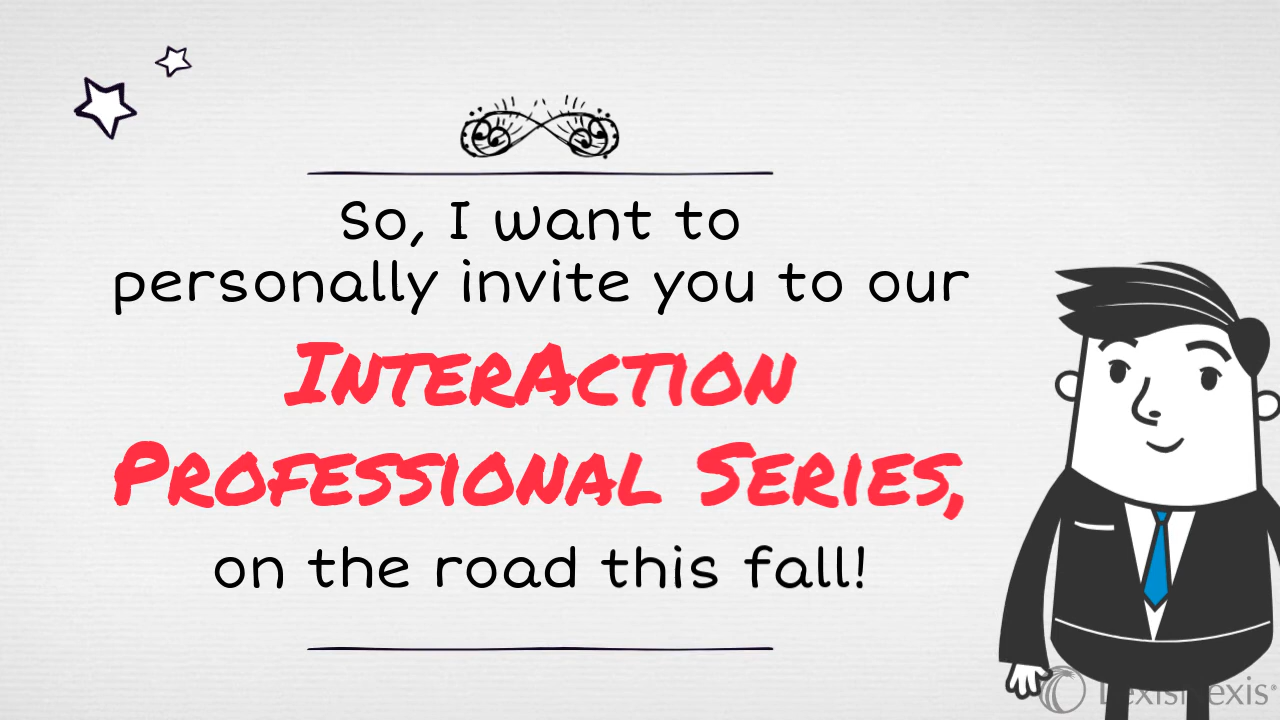 So, I want to
personally invite you to our
InterAction
Professional Series,
on the road this fall!
LexisNexis®